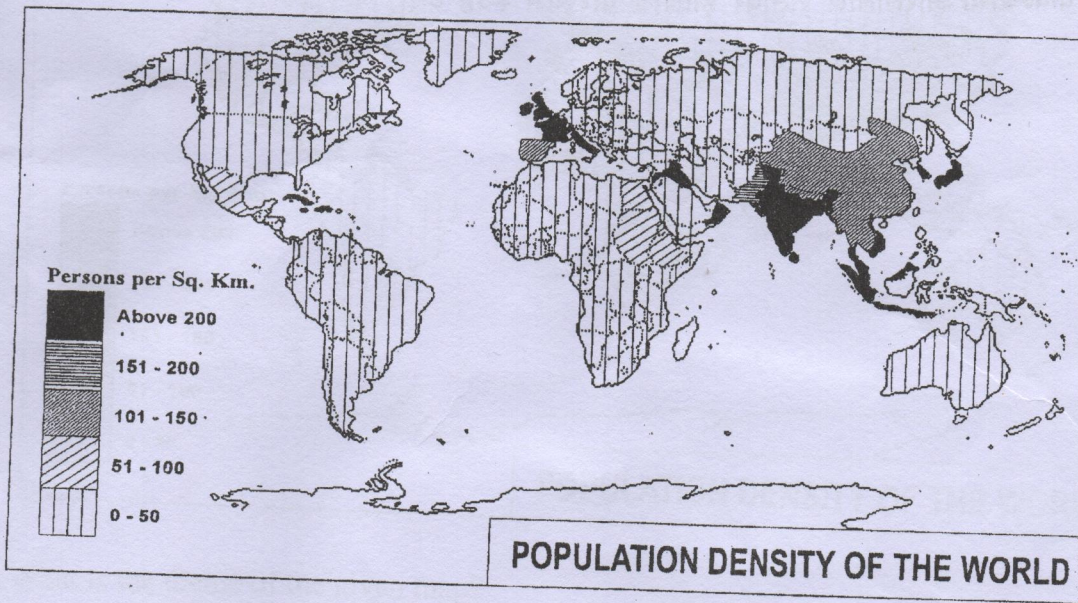 Persons per Sq. Km.
Above 200
151 - 200
101 - 150
51 - 100
0 - 50
POPULATION DENSITY OF THE WORLD